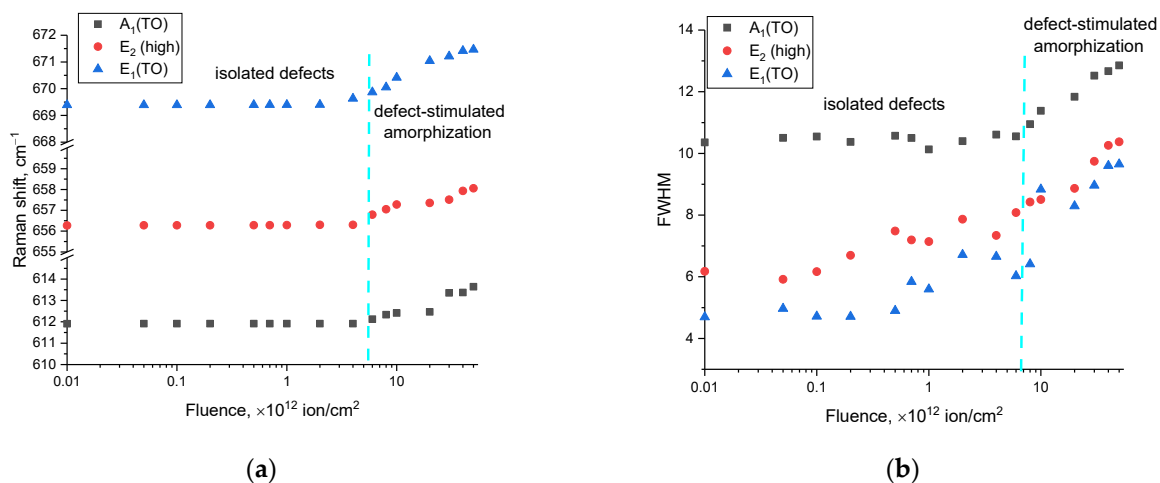 A₁(TO)
E₂ (high)
E₁(TO)
672
671
670
669
668
658
657
656
655
614
613
612
611
610
0.01
0.1
1
10
Raman shift, cm⁻¹
Fluence, ×10¹² ion/cm²
isolated defects
defect-stimulated
amorphization
(a)
A₁(TO)
E₂ (high)
E₁(TO)
14
12
10
8
6
4
0.01
0.1
1
10
FWHM
Fluence, ×10¹² ion/cm²
isolated defects
defect-stimulated
amorphization
(b)